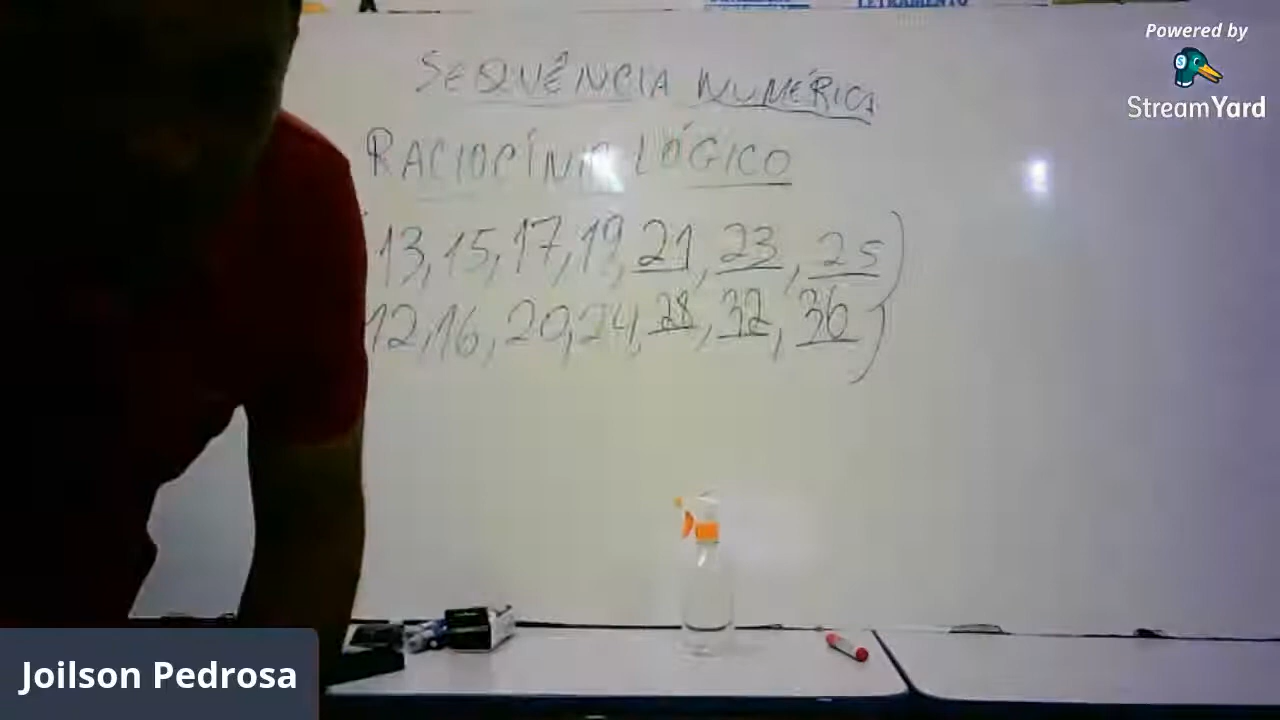 LETRAMENTO
Powered by
StreamYard
SEQUÊNCIA NUMÉRICA
RACIOCÍNIO LÓGICO
13, 15, 17, 19, 21, 23, 25)
12, 16, 20, 24, 28, 32, 36)
Joilson Pedrosa